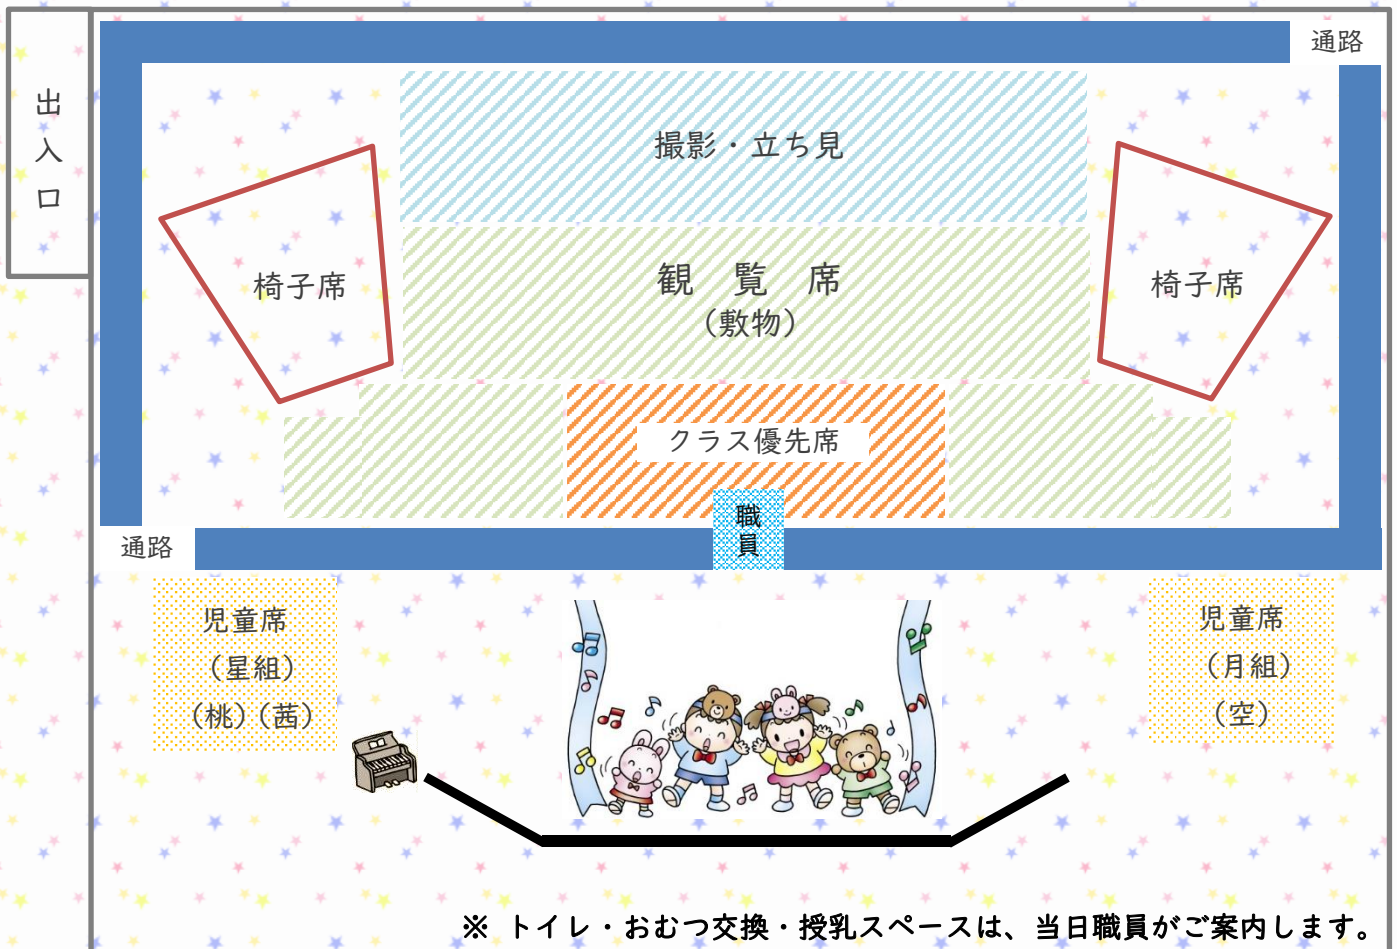 通路
出入口
撮影・立ち見
椅子席
観覧席
（敷物）
椅子席
クラス優先席
職員
通路
児童席
（星組）
（桃）（茜）
児童席
（月組）
（空）
※ トイレ・おむつ交換・授乳スペースは、当日職員がご案内します。